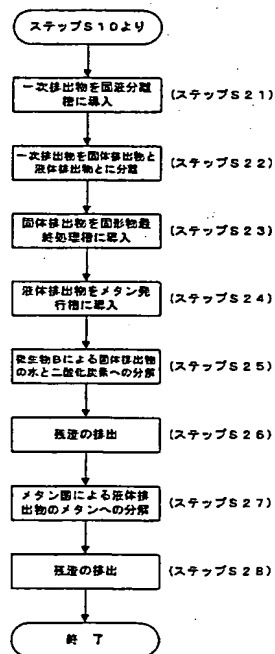 ステップS10より
一次排出物を固液分離
槽に導入
(ステップS21)
一次排出物を固体排出物と
液体排出物とに分離
(ステップS22)
固体排出物を固形物最
終処理槽に導入
(ステップS23)
液体排出物をメタン発
行槽に導入
(ステップS24)
微生物Bによる固体排出物
の水と二酸化炭素への分解
(ステップS25)
残渣の排出
(ステップS26)
メタン菌による液体排
出物のメタンへの分解
(ステップS27)
残渣の排出
(ステップS28)
終 了